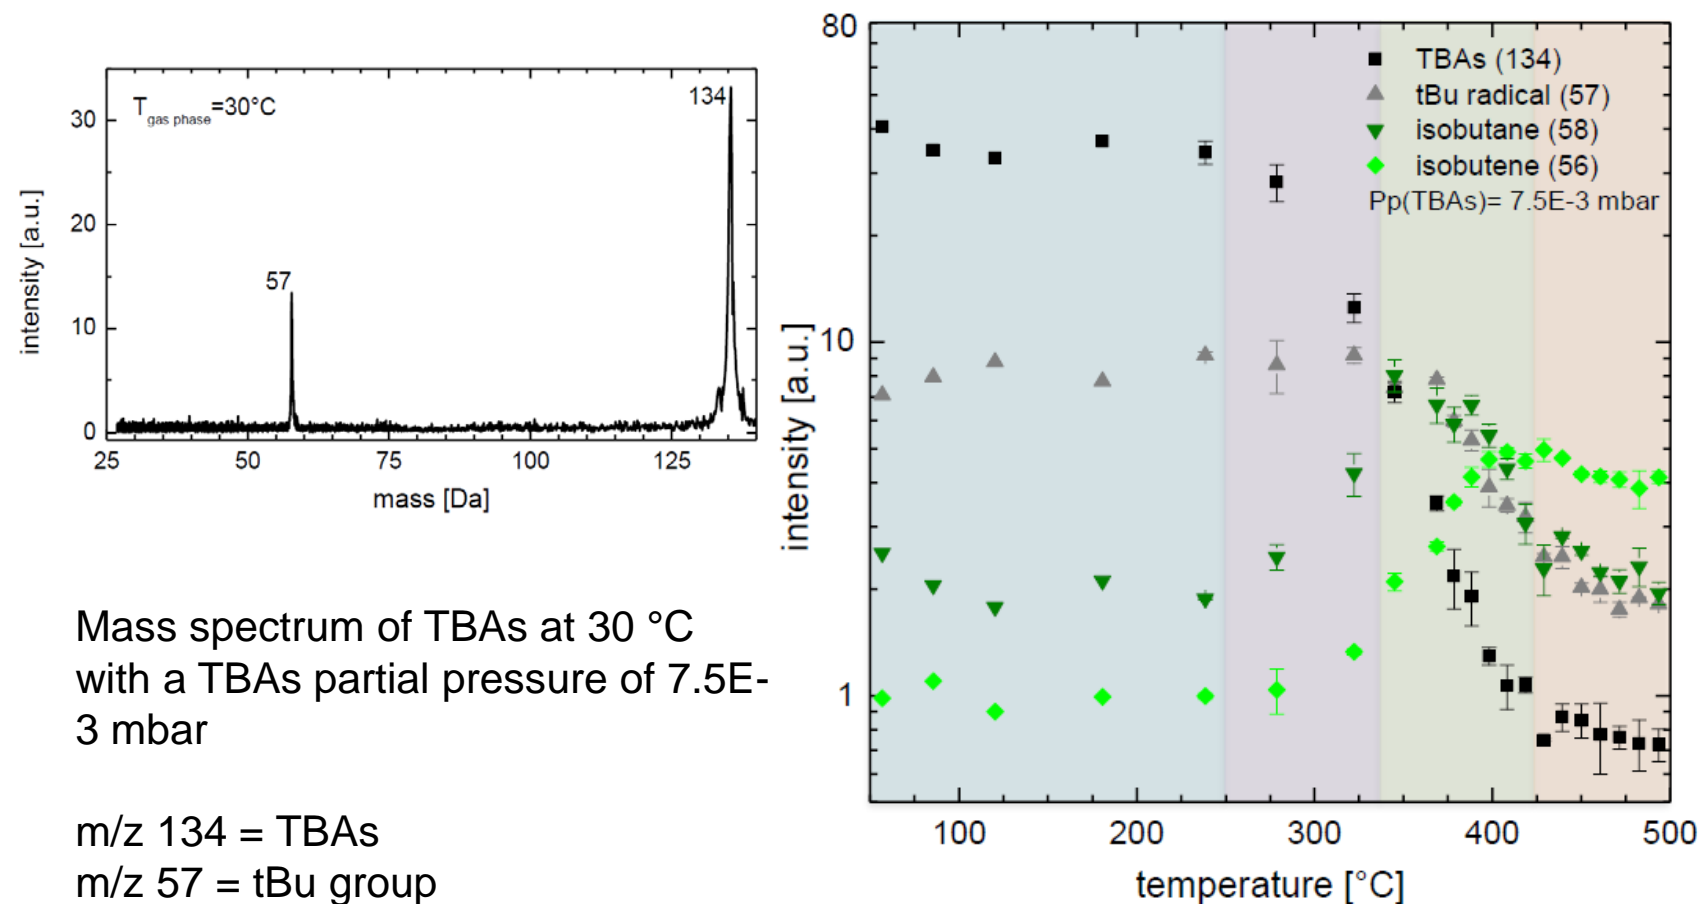 T gas phase=30°C
134
57
30
20
10
0
25 50 75 100 125
intensity [a.u.]
mass [Da]
Mass spectrum of TBAs at 30 °C
with a TBAs partial pressure of 7.5E-
3 mbar
m/z 134 = TBAs
m/z 57 = tBu group
80
10
1
TBAs (134)
tBu radical (57)
isobutane (58)
isobutene (56)
Pp(TBAs)= 7.5E-3 mbar
intensity [a.u.]
100 200 300 400 500
temperature [°C]